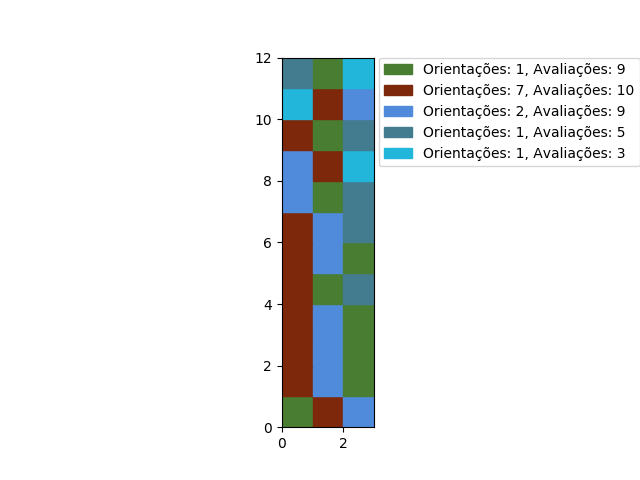 12
10
8
6
4
2
0
0 2
Orientações: 1, Avaliações: 9
Orientações: 7, Avaliações: 10
Orientações: 2, Avaliações: 9
Orientações: 1, Avaliações: 5
Orientações: 1, Avaliações: 3